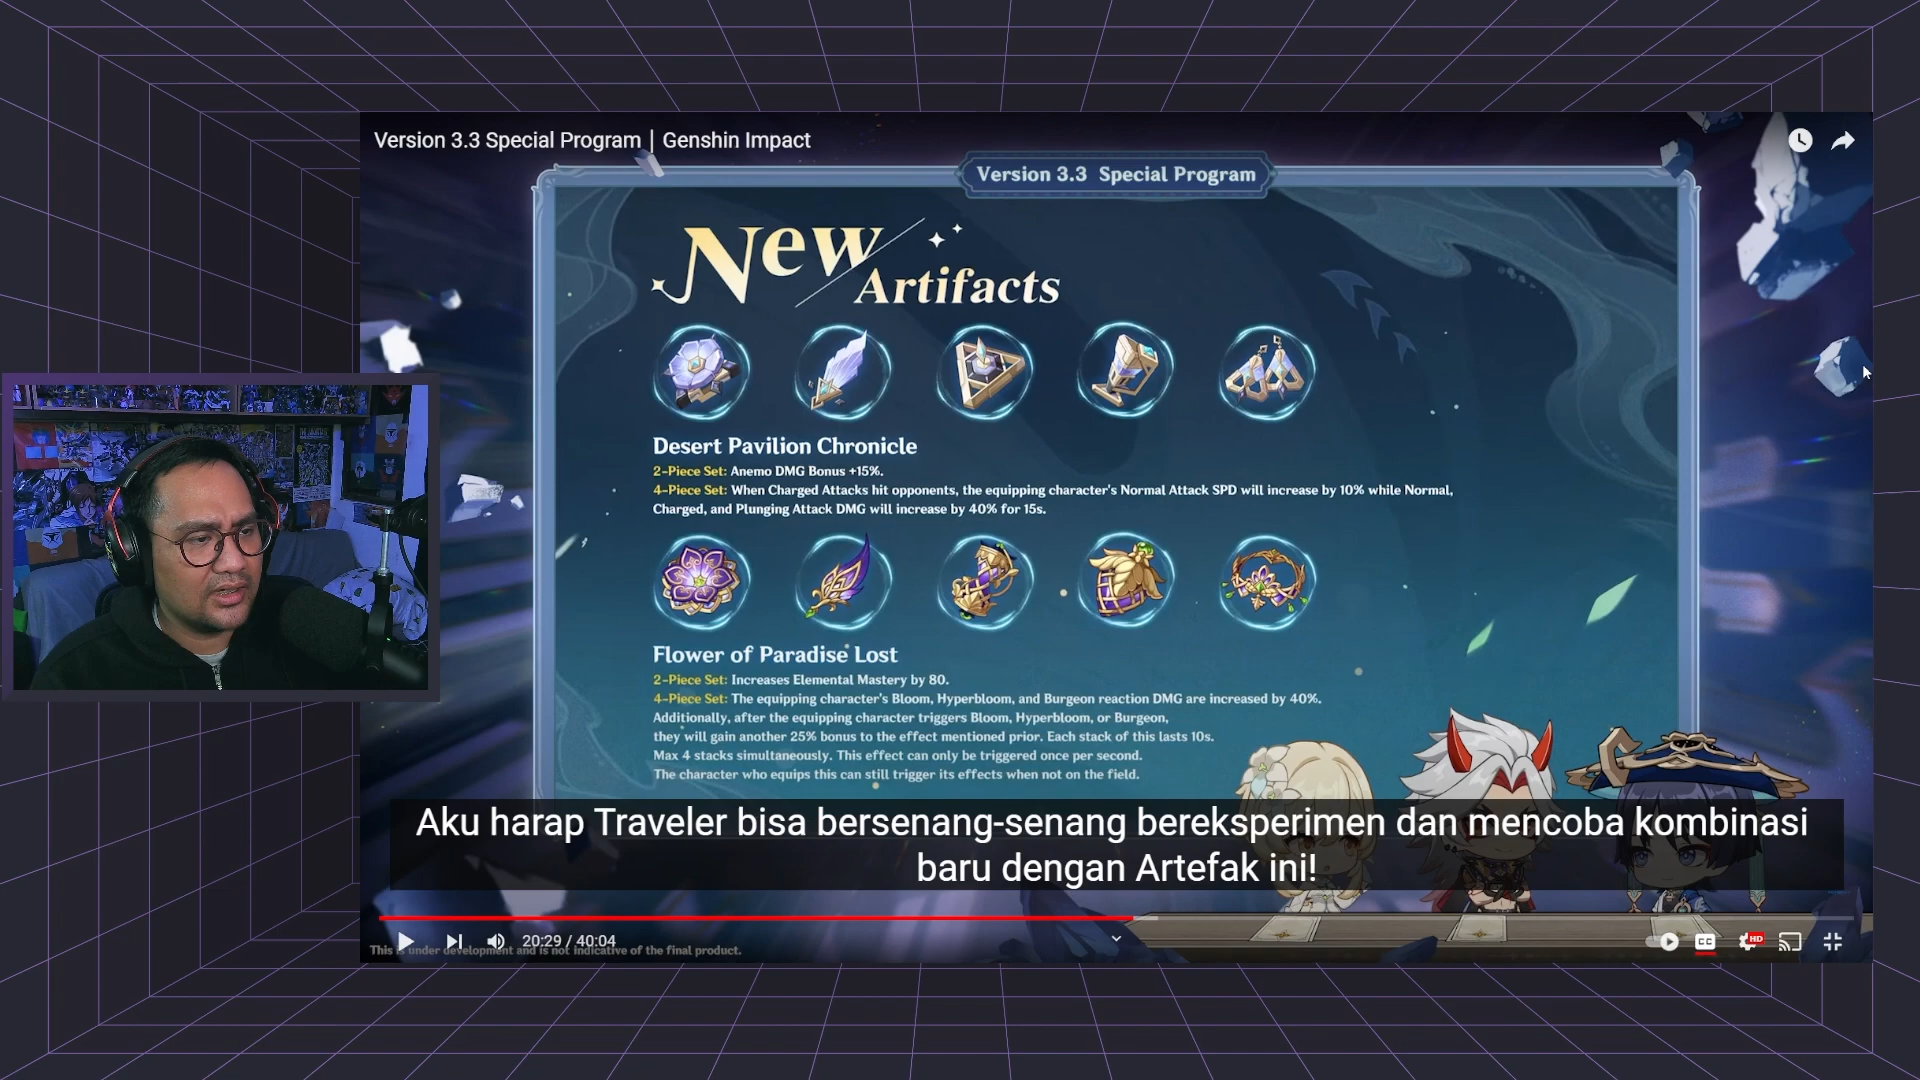 Version 3.3 Special Program | Genshin Impact
Version 3.3 Special Program
New
Artifacts
Desert Pavilion Chronicle
2-Piece Set: Anemo DMG Bonus +15%.
4-Piece Set: When Charged Attacks hit opponents, the equipping character's Normal Attack SPD will increase by 10% while Normal,
Charged, and Plunging Attack DMG will increase by 40% for 15s.
Flower of Paradise Lost
2-Piece Set: Increases Elemental Mastery by 80.
4-Piece Set: The equipping character's Bloom, Hyperbloom, and Burgeon reaction DMG are increased by 40%.
Additionally, after the equipping character triggers Bloom, Hyperbloom, or Burgeon,
they will gain another 25% bonus to the effect mentioned prior. Each stack of this lasts 10s.
Max 4 stacks simultaneously. This effect can only be triggered once per second.
The character who equips this can still trigger its effects when not on the field.
Aku harap Traveler bisa bersenang-senang bereksperimen dan mencoba kombinasi
baru dengan Artefak ini!
20:29 / 40:04
CC
HD
This is under development and is not indicative of the final product.